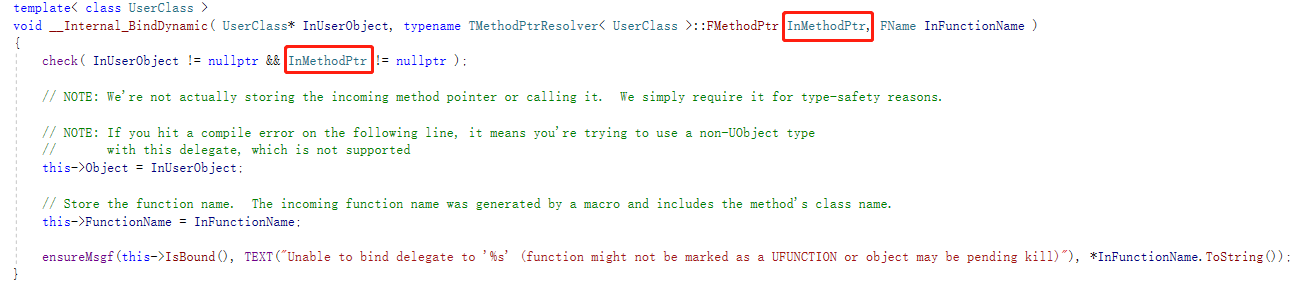 template< class UserClass >
void __Internal_BindDynamic( UserClass* InUserObject, typename TMethodPtrResolver< UserClass >::FMethodPtr InMethodPtr, FName InFunctionName )
{
    check( InUserObject != nullptr && InMethodPtr != nullptr );

    // NOTE: We're not actually storing the incoming method pointer or calling it.  We simply require it for type-safety reasons.

    // NOTE: If you hit a compile error on the following line, it means you're trying to use a non-UObject type
    //       with this delegate, which is not supported
    this->Object = InUserObject;

    // Store the function name.  The incoming function name was generated by a macro and includes the method's class name.
    this->FunctionName = InFunctionName;

    ensureMsgf(this->IsBound(), TEXT("Unable to bind delegate to '%s' (function might not be marked as a UFUNCTION or object may be pending kill)"), *InFunctionName.ToString());
}